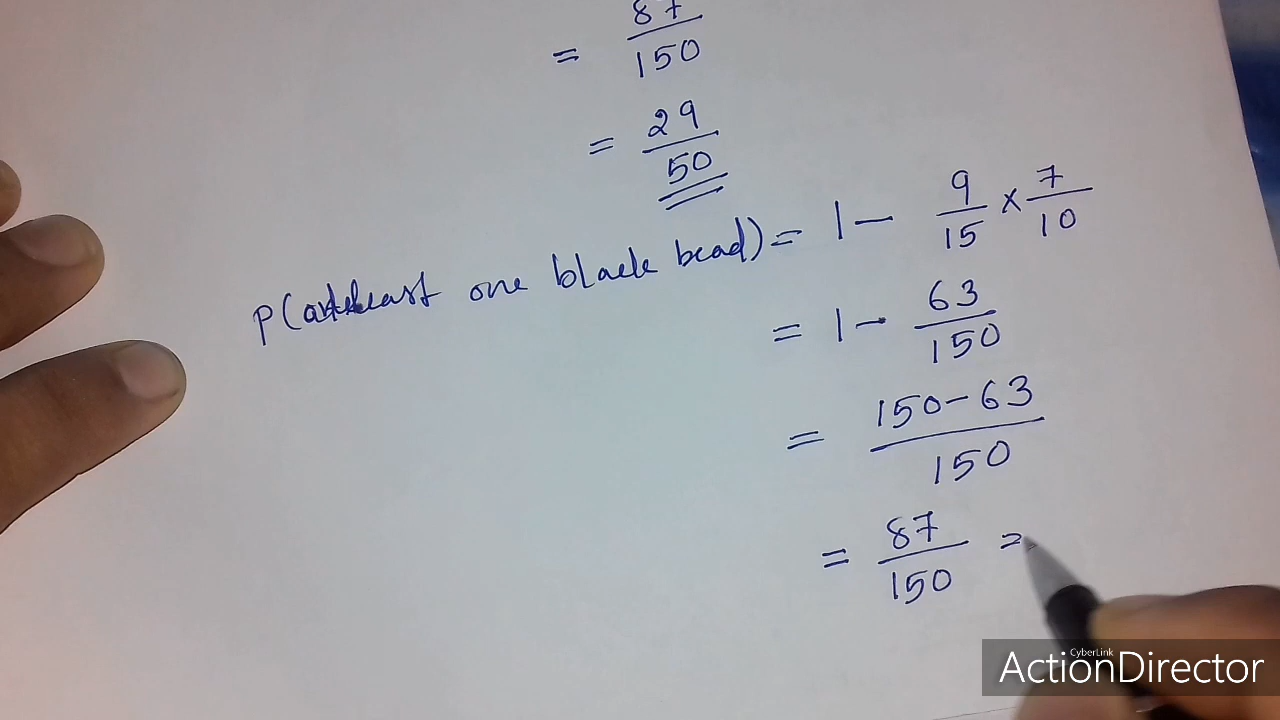 = 87/150
= 29/50
P(atleast one black bead) = 1 - 9/15 × 7/10
= 1 - 63/150
= 150-63/150
= 87/150 =
CyberLink
ActionDirector